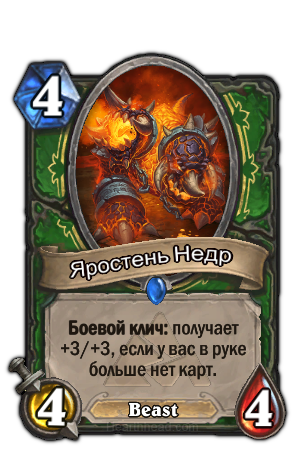 4
Яростень Недр
Боевой клич: получает
+3/+3, если у вас в руке
больше нет карт.
4
Beast
4